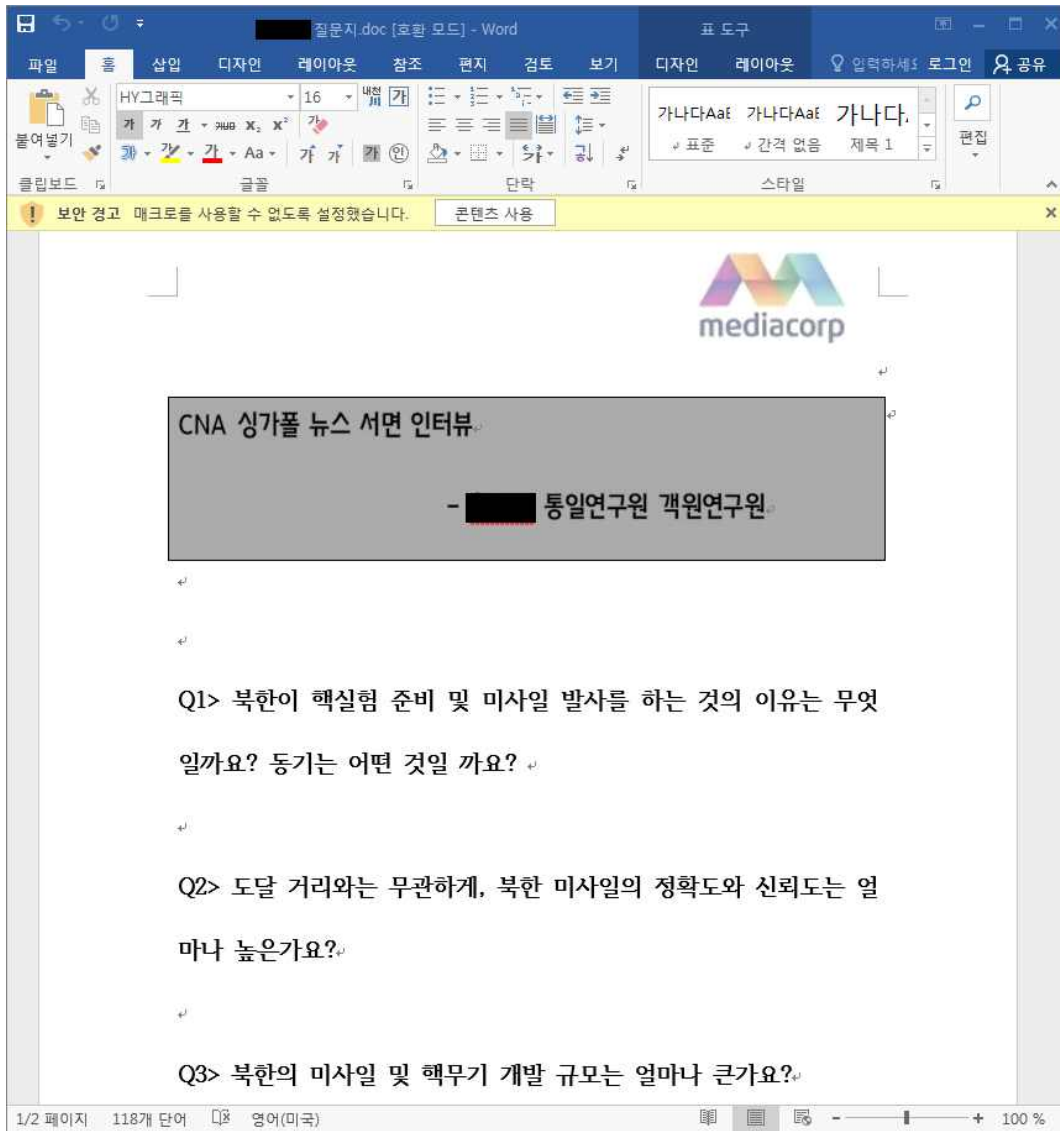 질문지.doc [호환 모드] - Word
표 도구
파일 홈 삽입 디자인 레이아웃 참조 편지 검토 보기 디자인 레이아웃 입력하세요 로그인 공유
붙여넣기
HY그래픽 16
가나다AaB 가나다AaB 가나다.
표준 간격 없음 제목 1
편집
클립보드 글꼴 단락 스타일
보안 경고 매크로를 사용할 수 없도록 설정했습니다. 콘텐츠 사용
mediacorp
CNA 싱가폴 뉴스 서면 인터뷰
- 통일연구원 객원연구원
Q1> 북한이 핵실험 준비 및 미사일 발사를 하는 것의 이유는 무엇
일까요? 동기는 어떤 것일 까요?
Q2> 도달 거리와는 무관하게, 북한 미사일의 정확도와 신뢰도는 얼
마나 높은가요?
Q3> 북한의 미사일 및 핵무기 개발 규모는 얼마나 큰가요?
1/2 페이지 118개 단어 영어(미국) 100 %